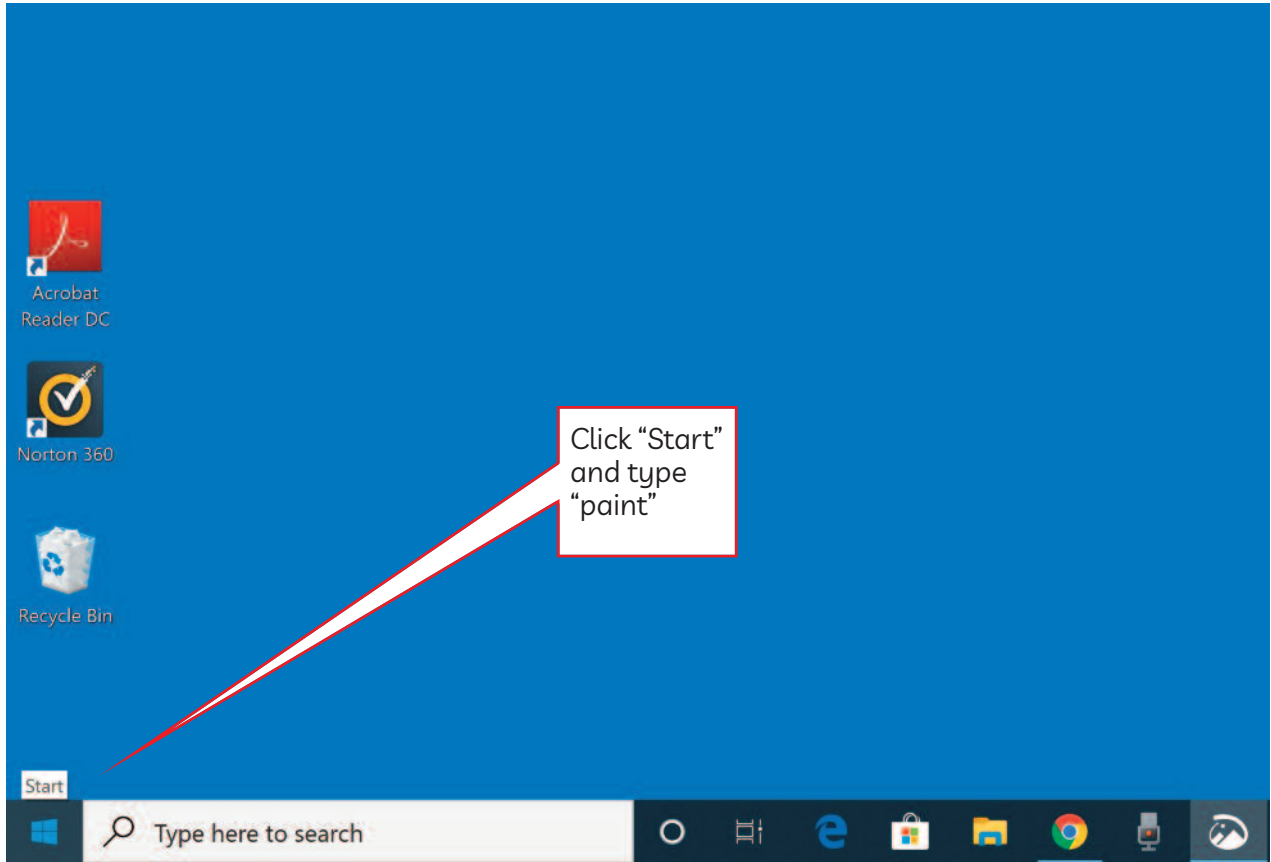 Acrobat
Reader DC
Norton 360
Click “Start”
and type
“paint”
Recycle Bin
Start
Type here to search